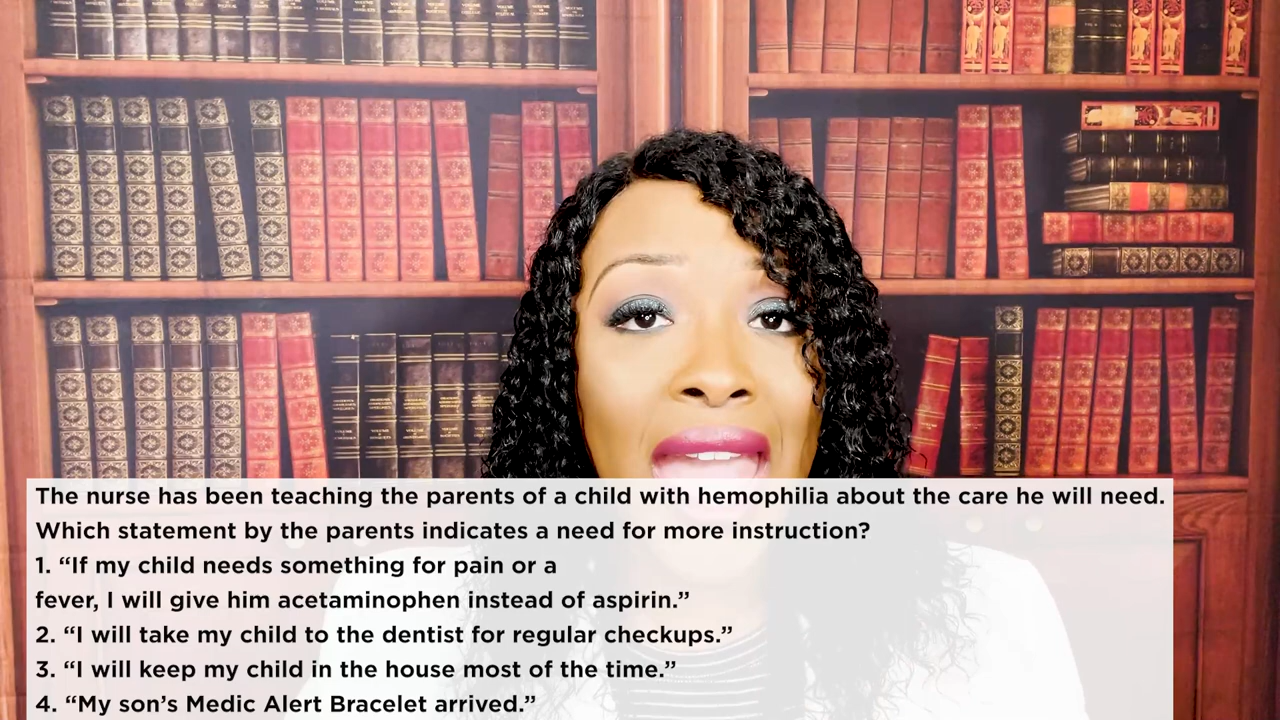 The nurse has been teaching the parents of a child with hemophilia about the care he will need.
Which statement by the parents indicates a need for more instruction?
1. “If my child needs something for pain or a
fever, I will give him acetaminophen instead of aspirin.”
2. “I will take my child to the dentist for regular checkups.”
3. “I will keep my child in the house most of the time.”
4. “My son’s Medic Alert Bracelet arrived.”